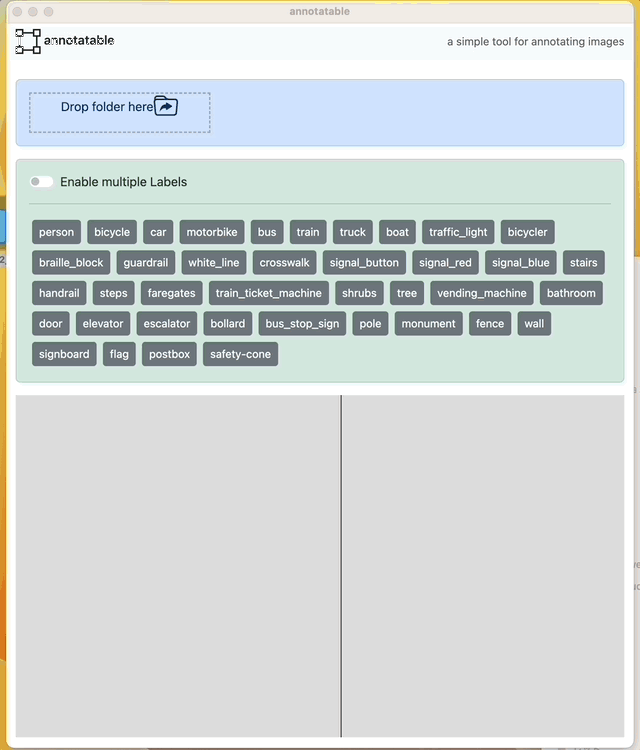 annotatable
annotatable
a simple tool for annotating images
Drop folder here
Enable multiple Labels
person bicycle car motorbike bus train truck boat traffic_light bicycler
braille_block guardrail white_line crosswalk signal_button signal_red signal_blue stairs
handrail steps faregates train_ticket_machine shrubs tree vending_machine bathroom
door elevator escalator bollard bus_stop_sign pole monument fence wall
signboard flag postbox safety-cone